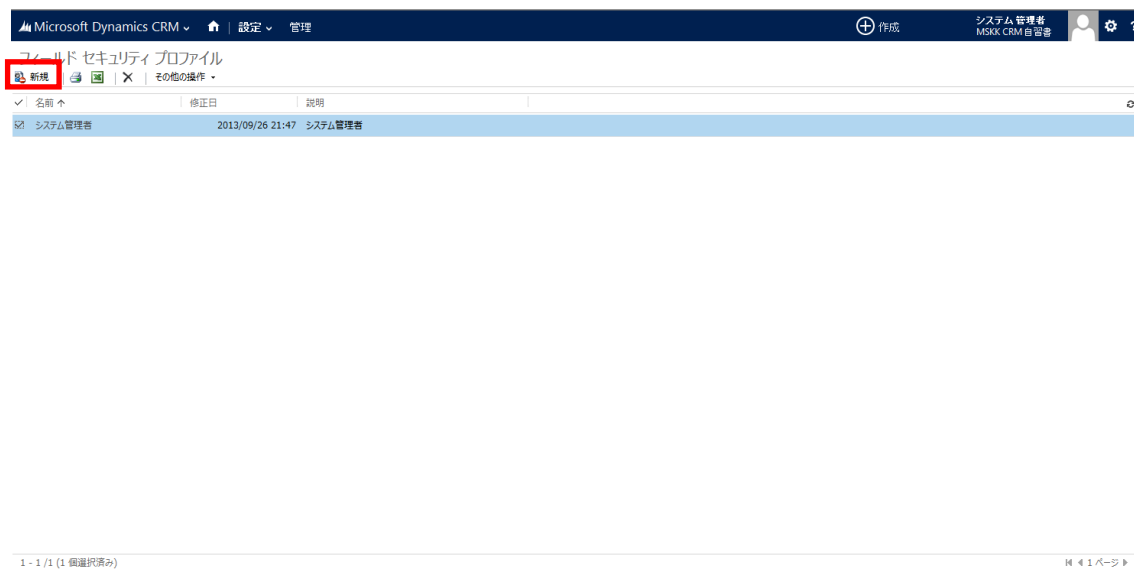 Microsoft Dynamics CRM 設定 管理 作成 システム 管理者
MSKK CRM 自習書
フィールド セキュリティ プロファイル
新規 その他の操作
名前 修正日 説明
システム管理者 2013/09/26 21:47 システム管理者
1 - 1 /1 (1 個選択済み) 1 ページ